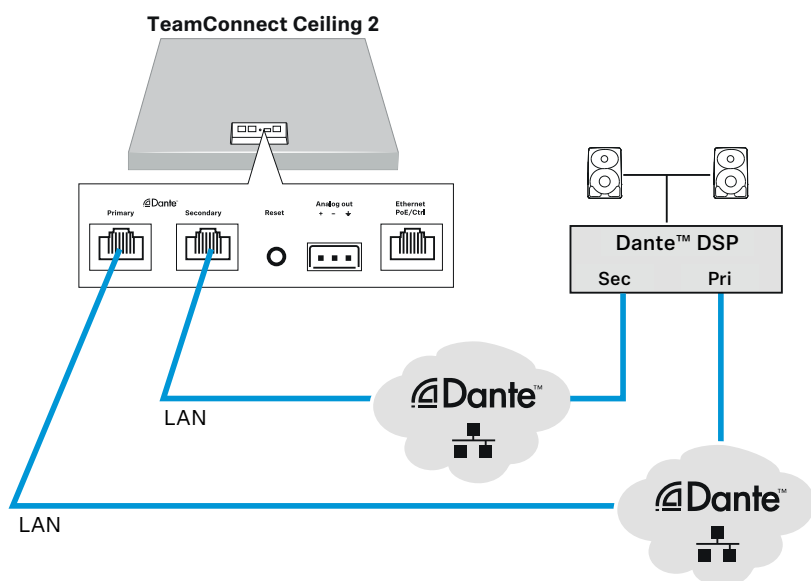 TeamConnect Ceiling 2
Dante™
Primary
Secondary
Reset
Analog out
+ - ⏚
Ethernet
PoE/Ctrl
Dante™ DSP
Sec Pri
Dante™
LAN
Dante™
LAN